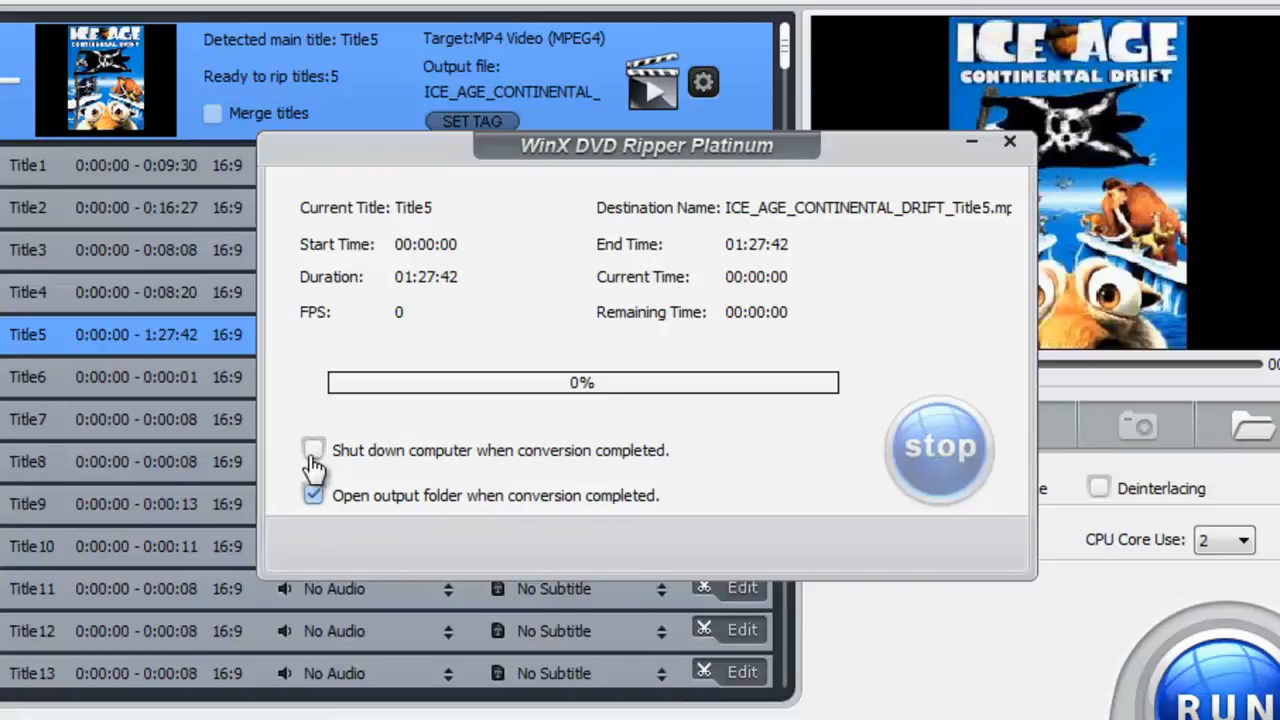 Detected main title: Title5
Ready to rip titles:5
Merge titles
Target:MP4 Video (MPEG4)
Output file:
ICE_AGE_CONTINENTAL_
SET TAG
ICE AGE
CONTINENTAL DRIFT
WinX DVD Ripper Platinum
Current Title: Title5
Destination Name: ICE_AGE_CONTINENTAL_DRIFT_Title5.mp
Start Time: 00:00:00
End Time: 01:27:42
Duration: 01:27:42
Current Time: 00:00:00
FPS: 0
Remaining Time: 00:00:00
0%
Shut down computer when conversion completed.
Open output folder when conversion completed.
stop
Title1 0:00:00 - 0:09:30 16:9
Title2 0:00:00 - 0:16:27 16:9
Title3 0:00:00 - 0:08:08 16:9
Title4 0:00:00 - 0:08:20 16:9
Title5 0:00:00 - 1:27:42 16:9
Title6 0:00:00 - 0:00:01 16:9
Title7 0:00:00 - 0:00:08 16:9
Title8 0:00:00 - 0:00:08 16:9
Title9 0:00:00 - 0:00:13 16:9
Title10 0:00:00 - 0:00:11 16:9
Title11 0:00:00 - 0:00:08 16:9 No Audio No Subtitle Edit
Title12 0:00:00 - 0:00:08 16:9 No Audio No Subtitle Edit
Title13 0:00:00 - 0:00:08 16:9 No Audio No Subtitle Edit
Deinterlacing
CPU Core Use: 2
RUN